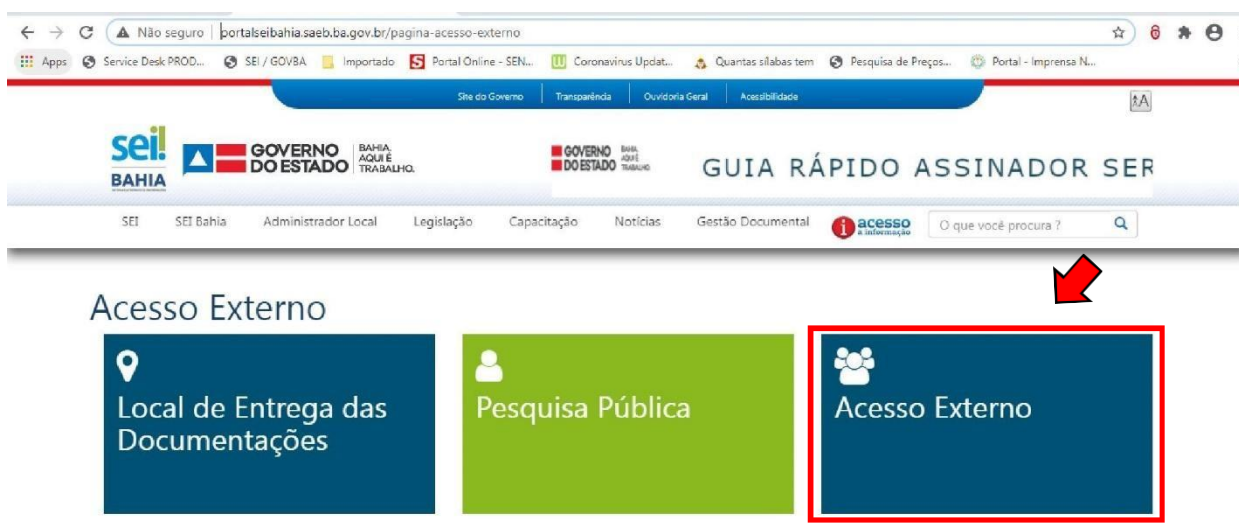 Não seguro | portalseibahia.saeb.ba.gov.br/pagina-acesso-externo
Apps Service Desk PROD... SEI / GOVBA Importado Portal Online - SEN... Coronavirus Updat... Quantas sílabas tem Pesquisa de Preços... Portal - Imprensa N...
Site do Governo Transparência Ouvidoria Geral Acessibilidade
A
sei!
BAHIA
GOVERNO
DO ESTADO
BAHIA.
AQUI É
TRABALHO.
GOVERNO
DO ESTADO
BAHIA.
AQUI É
TRABALHO.
GUIA RÁPIDO ASSINADOR SER
SEI SEI Bahia Administrador Local Legislação Capacitação Notícias Gestão Documental acesso à informação O que você procura ?
Acesso Externo
Local de Entrega das
Documentações
Pesquisa Pública
Acesso Externo